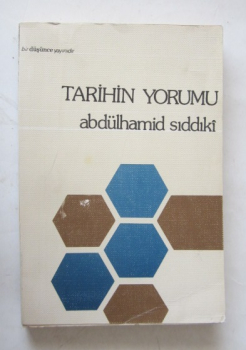 bir düşünce yayınıdır
TARİHİN YORUMU
abdülhamid sıddıkî